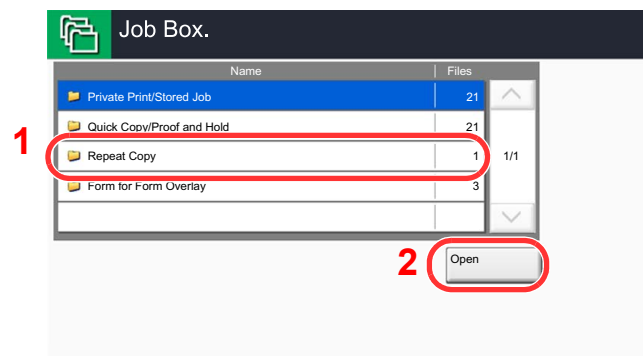 Job Box.
Name Files
Private Print/Stored Job 21
Quick Copy/Proof and Hold 21
1
Repeat Copy 1 1/1
Form for Form Overlay 3
2
Open